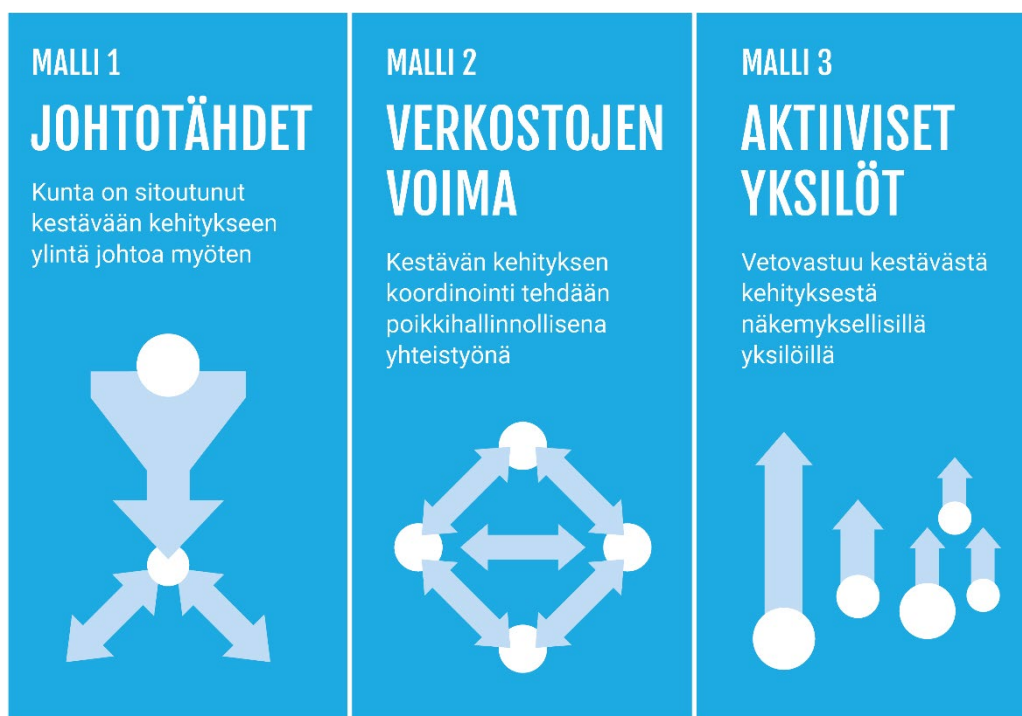 MALLI 1
JOHTOTÄHDET
Kunta on sitoutunut
kestävään kehitykseen
ylintä johtoa myöten
MALLI 2
VERKOSTOJEN
VOIMA
Kestävän kehityksen
koordinointi tehdään
poikkihallinnollisena
yhteistyönä
MALLI 3
AKTIIVISET
YKSILÖT
Vetovastuu kestävästä
kehityksestä
näkemyksellisillä
yksilöillä